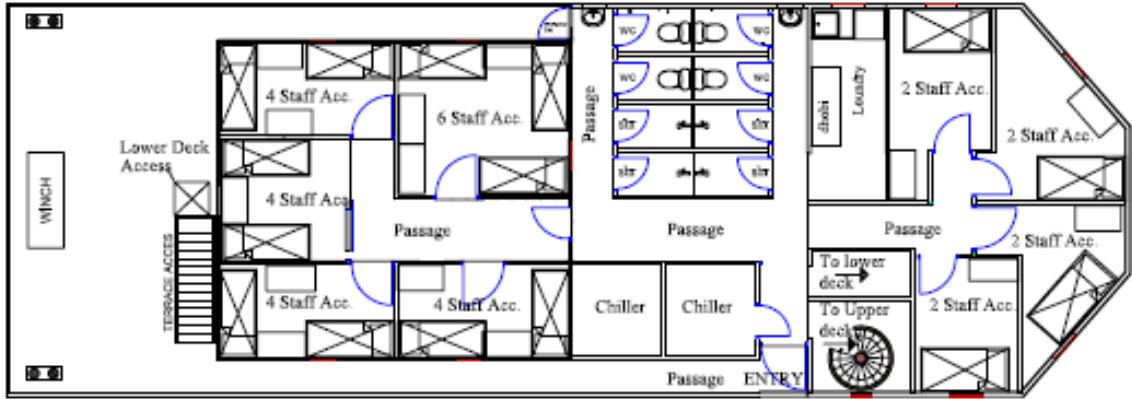 4 Staff Acc.
6 Staff Acc.
Lower Deck
Access
WINCH
TERRACE ACCES
4 Staff Acc
Passage
4 Staff Acc.
4 Staff Acc.
Passage
wc
wc
wc
wc
shr
shr
shr
shr
Passage
Chiller
Chiller
Passage
ENTRY
dhobi
Loundry
2 Staff Acc.
2 Staff Acc.
Passage
2 Staff Acc.
2 Staff Acc.
To lower
deck
To Upper
deck